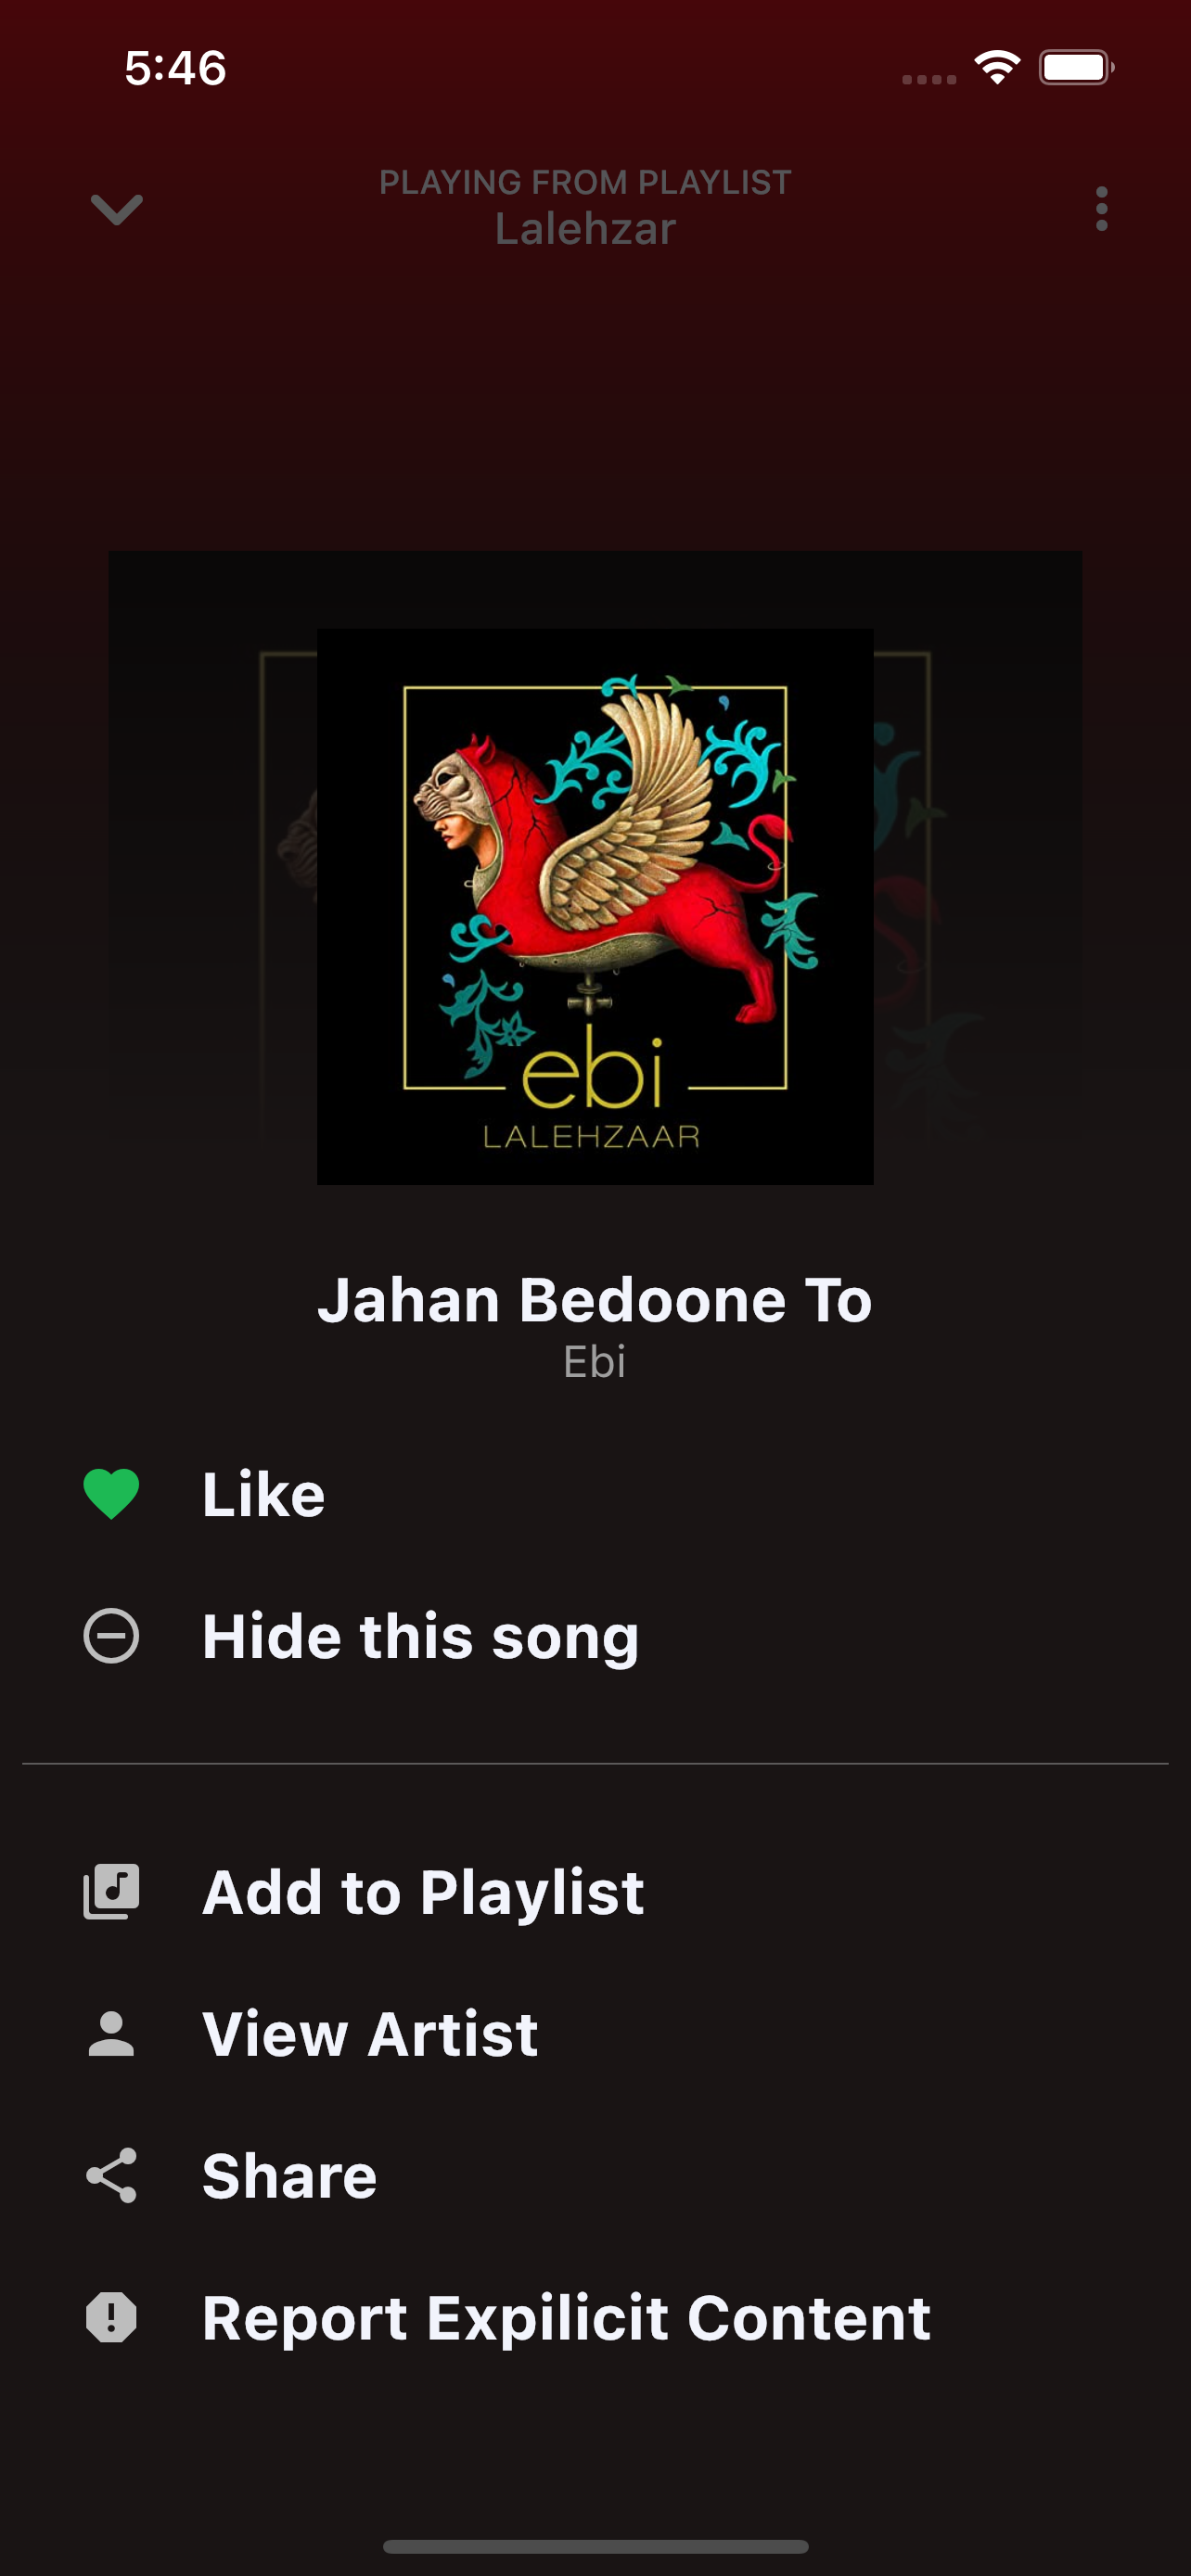 5:46
PLAYING FROM PLAYLIST
Lalehzar
ebi
LALEHZAAR
Jahan Bedoone To
Ebi
Like
Hide this song
Add to Playlist
View Artist
Share
Report Expilicit Content